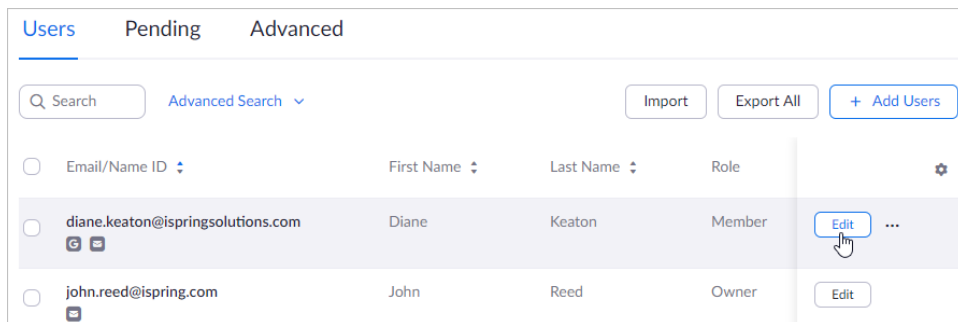 Users Pending Advanced
Search Advanced Search Import Export All + Add Users
Email/Name ID First Name Last Name Role
diane.keaton@ispringsolutions.com Diane Keaton Member Edit ...
G
john.reed@ispring.com John Reed Owner Edit